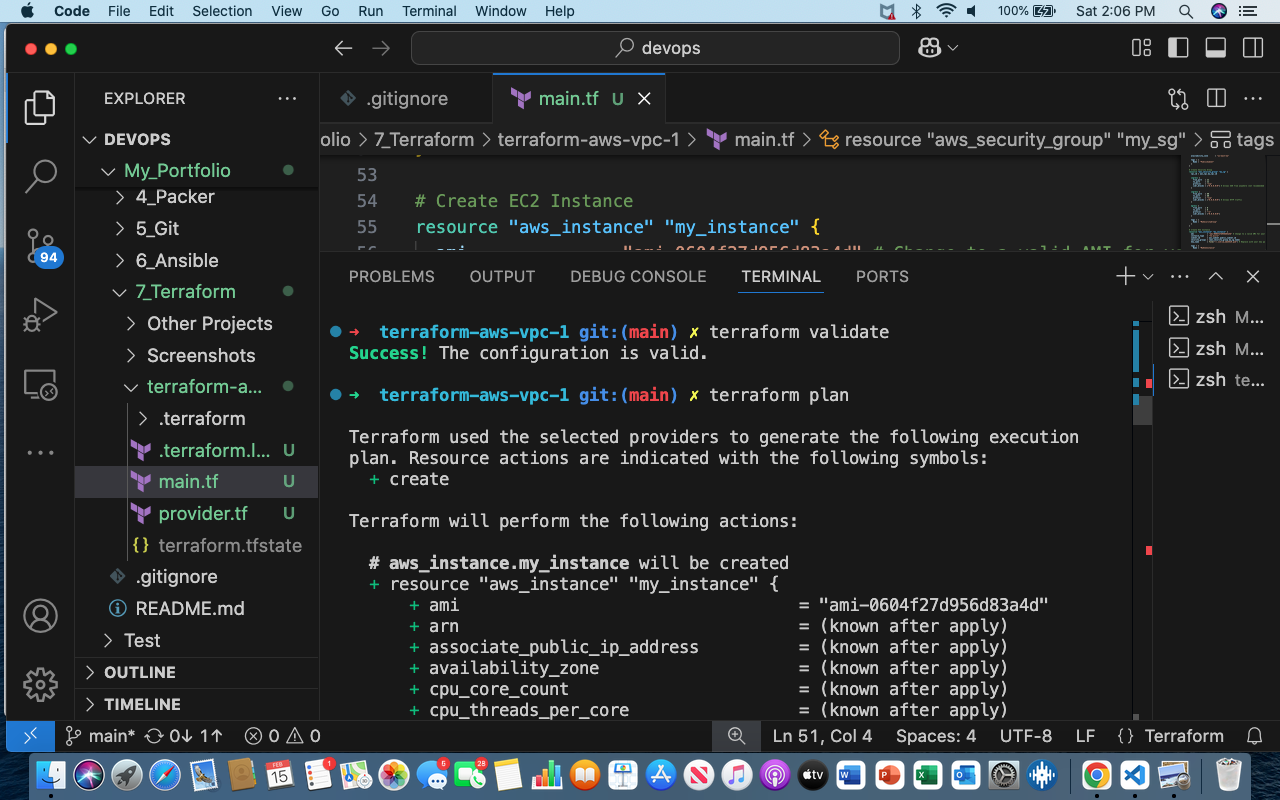 Code File Edit Selection View Go Run Terminal Window Help 100% Sat 2:06 PM
devops
EXPLORER
DEVOPS
My_Portfolio
4_Packer
5_Git
6_Ansible
7_Terraform
Other Projects
Screenshots
terraform-a...
.terraform
.terraform.l... U
main.tf U
provider.tf U
{} terraform.tfstate
.gitignore
README.md
Test
OUTLINE
TIMELINE
94
.gitignore
main.tf U
olio > 7_Terraform > terraform-aws-vpc-1 > main.tf > resource "aws_security_group" "my_sg" > tags
53
54 # Create EC2 Instance
55 resource "aws_instance" "my_instance" {
PROBLEMS OUTPUT DEBUG CONSOLE TERMINAL PORTS
→ terraform-aws-vpc-1 git:(main) ✗ terraform validate
Success! The configuration is valid.
→ terraform-aws-vpc-1 git:(main) ✗ terraform plan
Terraform used the selected providers to generate the following execution
plan. Resource actions are indicated with the following symbols:
+ create
Terraform will perform the following actions:
# aws_instance.my_instance will be created
+ resource "aws_instance" "my_instance" {
+ ami = "ami-0604f27d956d83a4d"
+ arn = (known after apply)
+ associate_public_ip_address = (known after apply)
+ availability_zone = (known after apply)
+ cpu_core_count = (known after apply)
+ cpu_threads_per_core = (known after apply)
zsh M...
zsh M...
zsh te...
main* 0↓ 1↑ 0 0 Ln 51, Col 4 Spaces: 4 UTF-8 LF {} Terraform
FEB
15
1
6
28
tv